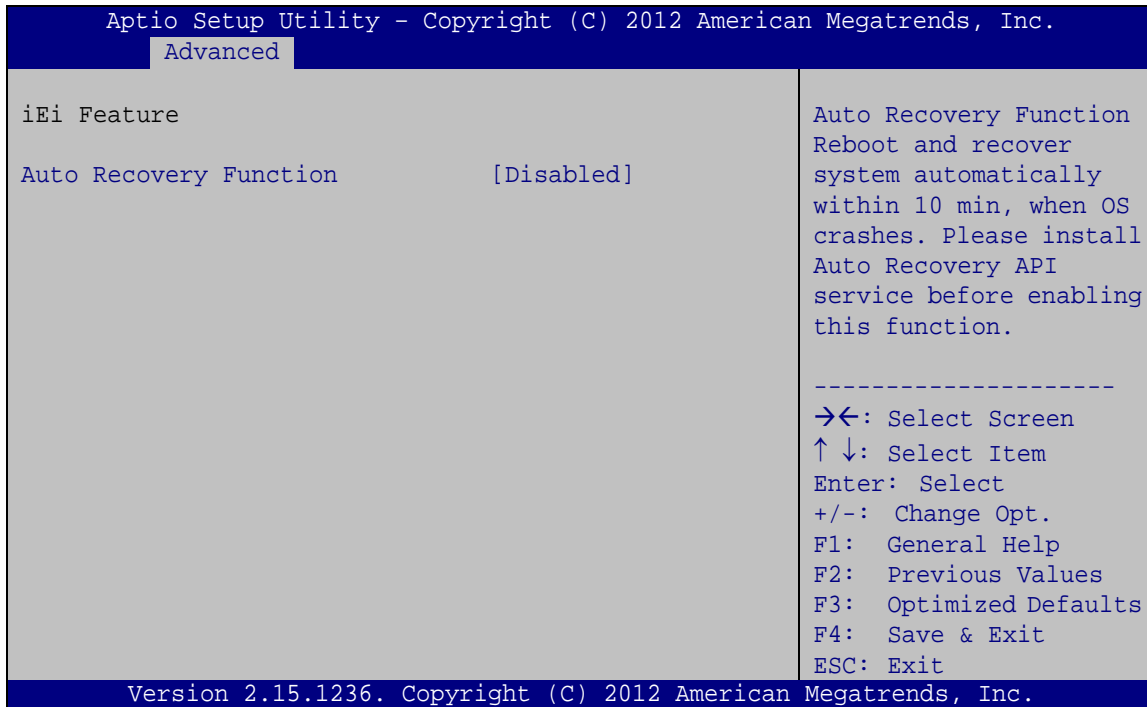 Aptio Setup Utility – Copyright (C) 2012 American Megatrends, Inc.
Advanced
iEi Feature
Auto Recovery Function [Disabled]
Auto Recovery Function
Reboot and recover
system automatically
within 10 min, when OS
crashes. Please install
Auto Recovery API
service before enabling
this function.
---------------------
→←: Select Screen
↑ ↓: Select Item
Enter: Select
+/-: Change Opt.
F1: General Help
F2: Previous Values
F3: Optimized Defaults
F4: Save & Exit
ESC: Exit
Version 2.15.1236. Copyright (C) 2012 American Megatrends, Inc.